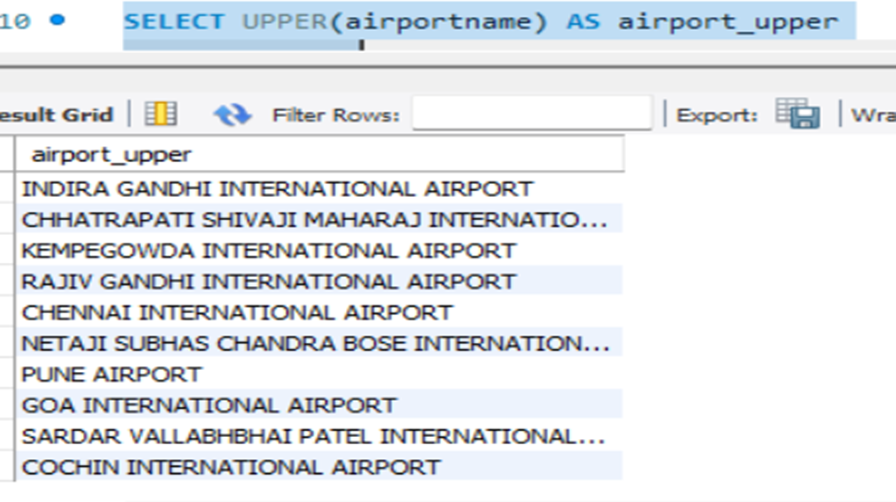 10 SELECT UPPER(airportname) AS airport_upper
esult Grid Filter Rows: Export: Wra
airport_upper
INDIRA GANDHI INTERNATIONAL AIRPORT
CHHATRAPATI SHIVAJI MAHARAJ INTERNATIO...
KEMPEGOWDA INTERNATIONAL AIRPORT
RAJIV GANDHI INTERNATIONAL AIRPORT
CHENNAI INTERNATIONAL AIRPORT
NETAJI SUBHAS CHANDRA BOSE INTERNATION...
PUNE AIRPORT
GOA INTERNATIONAL AIRPORT
SARDAR VALLABHBHAI PATEL INTERNATIONAL...
COCHIN INTERNATIONAL AIRPORT